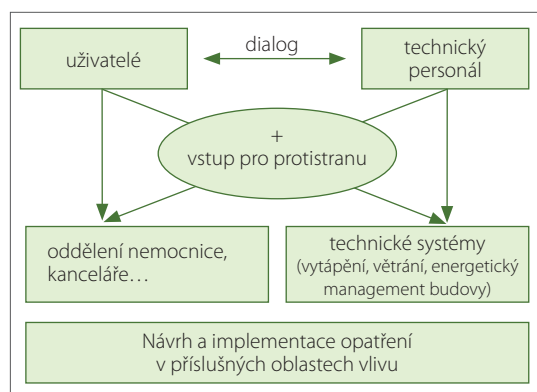 uživatelé
dialog
technický
personál
+
vstup pro protistranu
oddělení nemocnice,
kanceláře…
technické systémy
(vytápění, větrání, energetický
management budovy)
Návrh a implementace opatření
v příslušných oblastech vlivu